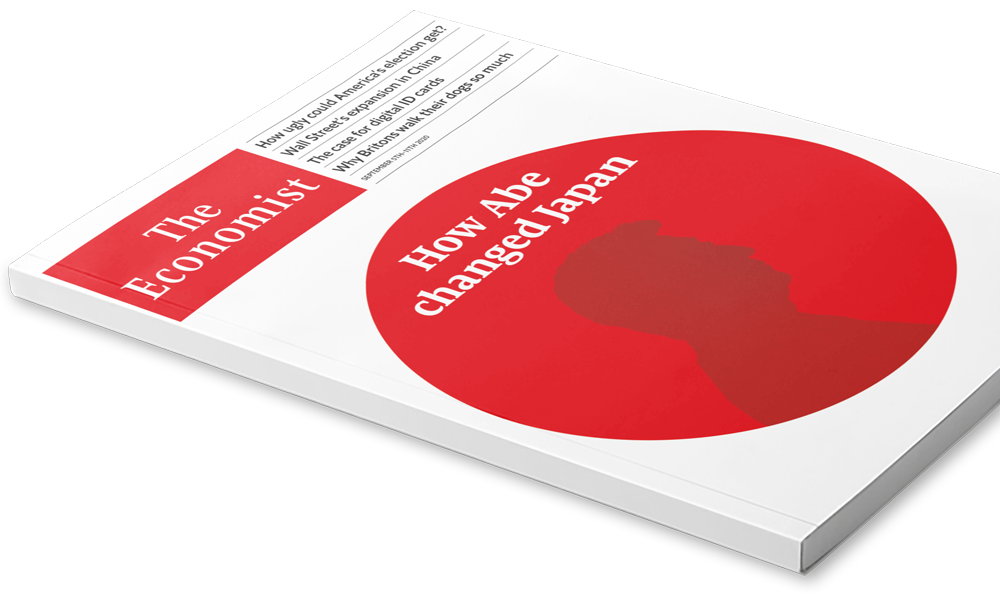 The
Economist
How ugly could America's election get?
Wall Street's expansion in China
The case for digital ID cards
Why Britons walk their dogs so much
SEPTEMBER 5TH–11TH 2020
How Abe
changed Japan